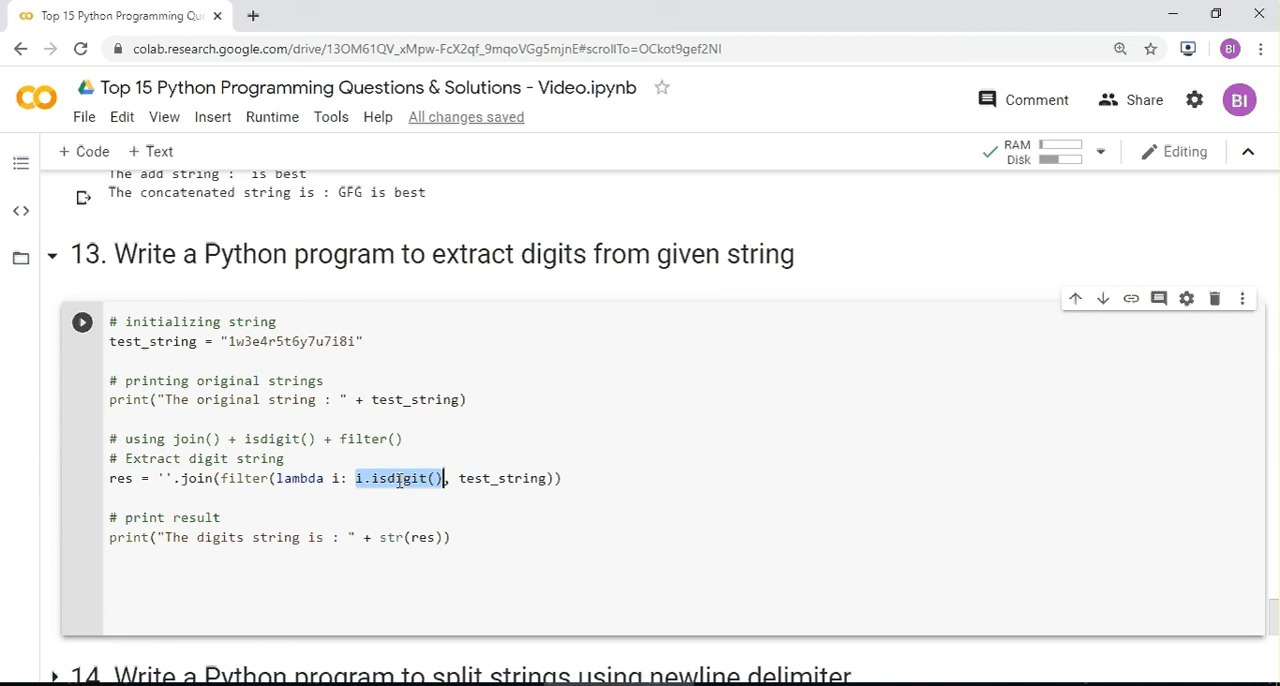 Top 15 Python Programming Qu
colab.research.google.com/drive/13OM61QV_xMpw-FcX2qf_9mqoVGg5mjnE#scrollTo=OCkot9gef2NI
BI
Top 15 Python Programming Questions & Solutions - Video.ipynb
Comment
Share
BI
File Edit View Insert Runtime Tools Help All changes saved
+ Code + Text
RAM
Disk
Editing
The add string : is best
The concatenated string is : GFG is best
13. Write a Python program to extract digits from given string
# initializing string
test_string = "1w3e4r5t6y7u7i8i"
# printing original strings
print("The original string : " + test_string)
# using join() + isdigit() + filter()
# Extract digit string
res = ''.join(filter(lambda i: i.isdigit(), test_string))
# print result
print("The digits string is : " + str(res))
14. Write a Python program to split strings using newline delimiter